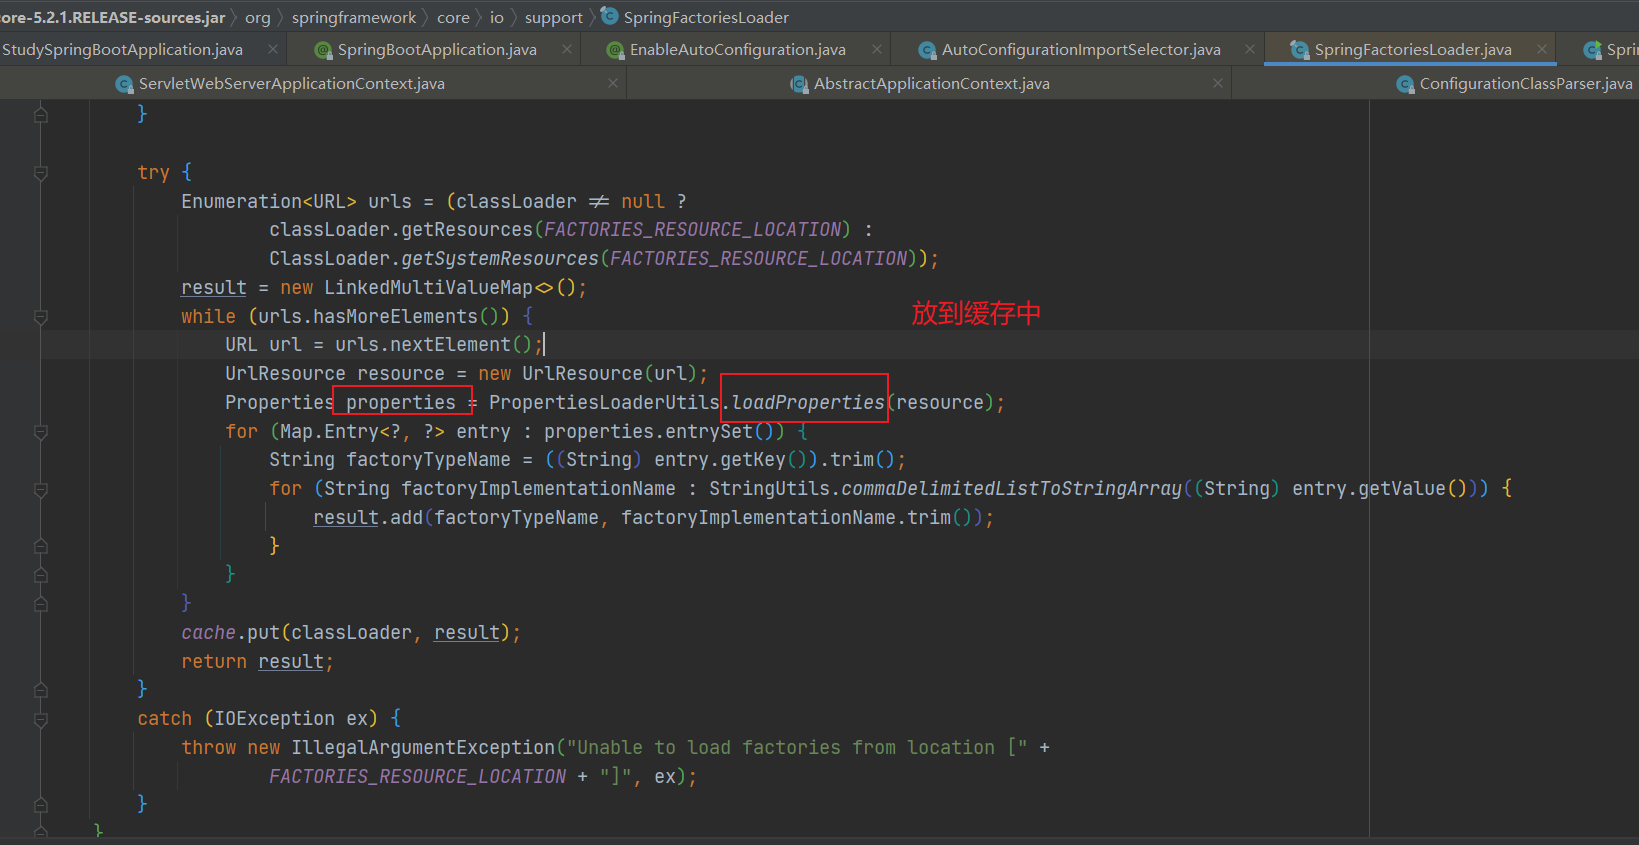 core-5.2.1.RELEASE-sources.jar org springframework core io support SpringFactoriesLoader
StudySpringBootApplication.java SpringBootApplication.java EnableAutoConfiguration.java AutoConfigurationImportSelector.java SpringFactoriesLoader.java Sprin
ServletWebServerApplicationContext.java AbstractApplicationContext.java ConfigurationClassParser.java
}
try {
Enumeration<URL> urls = (classLoader != null ?
classLoader.getResources(FACTORIES_RESOURCE_LOCATION) :
ClassLoader.getSystemResources(FACTORIES_RESOURCE_LOCATION));
result = new LinkedMultiValueMap<>();
while (urls.hasMoreElements()) {
放到缓存中
URL url = urls.nextElement();
UrlResource resource = new UrlResource(url);
Properties properties = PropertiesLoaderUtils.loadProperties(resource);
for (Map.Entry<?, ?> entry : properties.entrySet()) {
String factoryTypeName = ((String) entry.getKey()).trim();
for (String factoryImplementationName : StringUtils.commaDelimitedListToStringArray((String) entry.getValue())) {
result.add(factoryTypeName, factoryImplementationName.trim());
}
}
}
cache.put(classLoader, result);
return result;
}
catch (IOException ex) {
throw new IllegalArgumentException("Unable to load factories from location [" +
FACTORIES_RESOURCE_LOCATION + "]", ex);
}
}